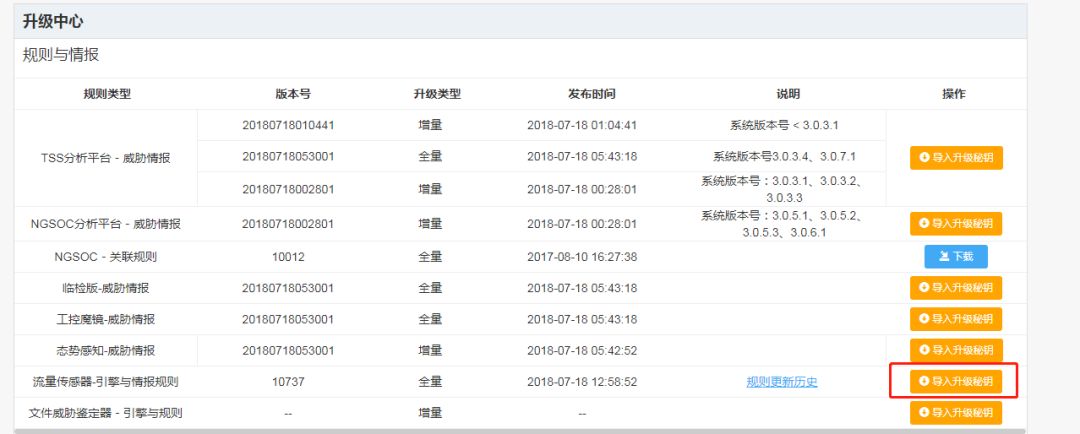 升级中心
规则与情报
规则类型 版本号 升级类型 发布时间 说明 操作
20180718010441 增量 2018-07-18 01:04:41 系统版本号 < 3.0.3.1
TSS分析平台 - 威胁情报 20180718053001 全量 2018-07-18 05:43:18 系统版本号3.0.3.4、3.0.7.1 导入升级秘钥
20180718002801 增量 2018-07-18 00:28:01 系统版本号：3.0.3.1、3.0.3.2、
3.0.3.3
NGSOC分析平台 - 威胁情报 20180718002801 增量 2018-07-18 00:28:01 系统版本号：3.0.5.1、3.0.5.2、
3.0.5.3、3.0.6.1 导入升级秘钥
NGSOC - 关联规则 10012 全量 2017-08-10 16:27:38 下载
临检版-威胁情报 20180718053001 全量 2018-07-18 05:43:18 导入升级秘钥
工控魔镜-威胁情报 20180718053001 全量 2018-07-18 05:43:18 导入升级秘钥
态势感知-威胁情报 20180718053001 增量 2018-07-18 05:42:52 导入升级秘钥
流量传感器-引擎与情报规则 10737 全量 2018-07-18 12:58:52 规则更新历史 导入升级秘钥
文件威胁鉴定器 - 引擎与规则 -- 增量 -- 导入升级秘钥